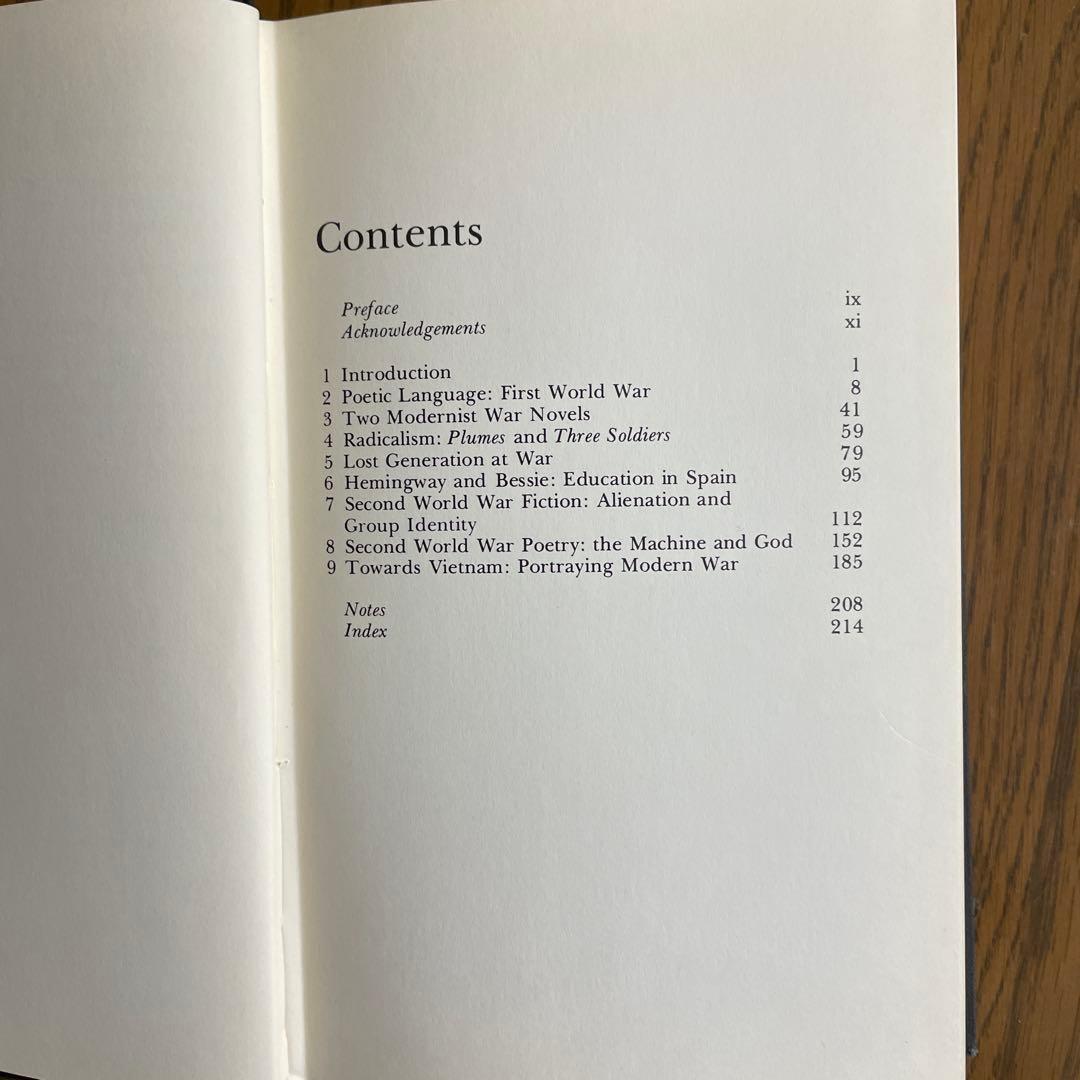 Contents
Preface ix
Acknowledgements xi
1 Introduction 1
2 Poetic Language: First World War 8
3 Two Modernist War Novels 41
4 Radicalism: Plumes and Three Soldiers 59
5 Lost Generation at War 79
6 Hemingway and Bessie: Education in Spain 95
7 Second World War Fiction: Alienation and
Group Identity 112
8 Second World War Poetry: the Machine and God 152
9 Towards Vietnam: Portraying Modern War 185
Notes 208
Index 214